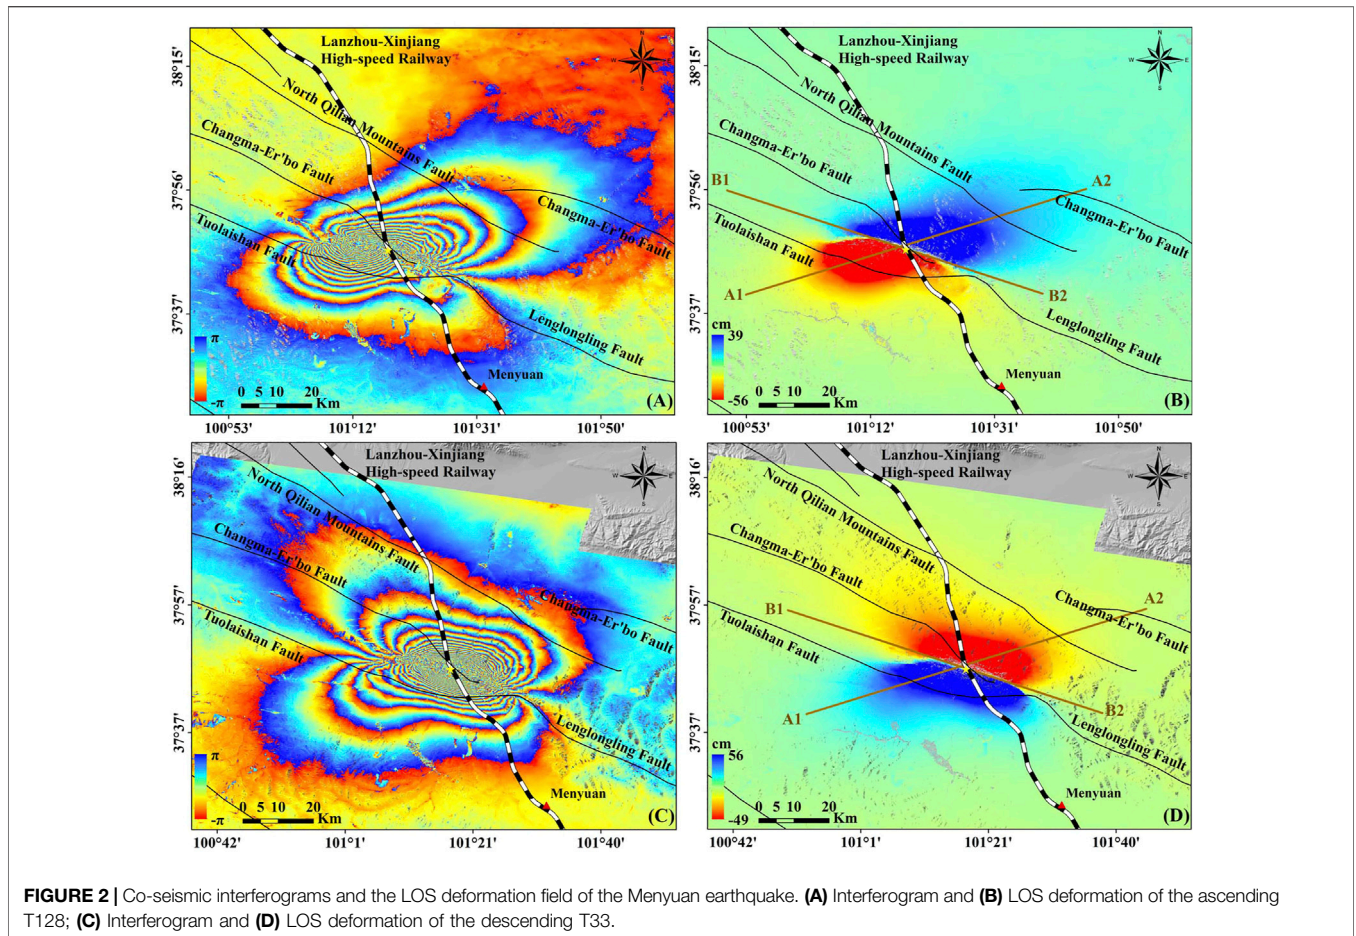 Lanzhou-Xinjiang
High-speed Railway
N
W
E
S
North Qilian Mountains Fault
Changma-Er'bo Fault
Tuolaishan Fault
Changma-Er'bo Fault
Lenglongling Fault
Menyuan
π
-π
0 5 10 20
Km
(A)
38°15'
37°56'
37°37'
100°53'
101°12'
101°31'
101°50'
Lanzhou-Xinjiang
High-speed Railway
N
W
E
S
North Qilian Mountains Fault
Changma-Er'bo Fault
Tuolaishan Fault
B1
A2
Changma-Er'bo Fault
A1
B2
Lenglongling Fault
Menyuan
cm
39
-56
0 5 10 20
Km
(B)
38°15'
37°56'
37°37'
100°53'
101°12'
101°31'
101°50'
Lanzhou-Xinjiang
High-speed Railway
N
W
E
S
North Qilian Mountains Fault
Changma-Er'bo Fault
Tuolaishan Fault
Changma-Er'bo Fault
Lenglongling Fault
Menyuan
π
-π
0 5 10 20
Km
(C)
38°16'
37°57'
37°37'
100°42'
101°1'
101°21'
101°40'
Lanzhou-Xinjiang
High-speed Railway
N
W
E
S
North Qilian Mountains Fault
Changma-Er'bo Fault
Tuolaishan Fault
B1
A2
Changma-Er'bo Fault
A1
B2
Lenglongling Fault
Menyuan
cm
56
-49
0 5 10 20
Km
(D)
38°16'
37°57'
37°37'
100°42'
101°1'
101°21'
101°40'
FIGURE 2 | Co-seismic interferograms and the LOS deformation field of the Menyuan earthquake. (A) Interferogram and (B) LOS deformation of the ascending
T128; (C) Interferogram and (D) LOS deformation of the descending T33.